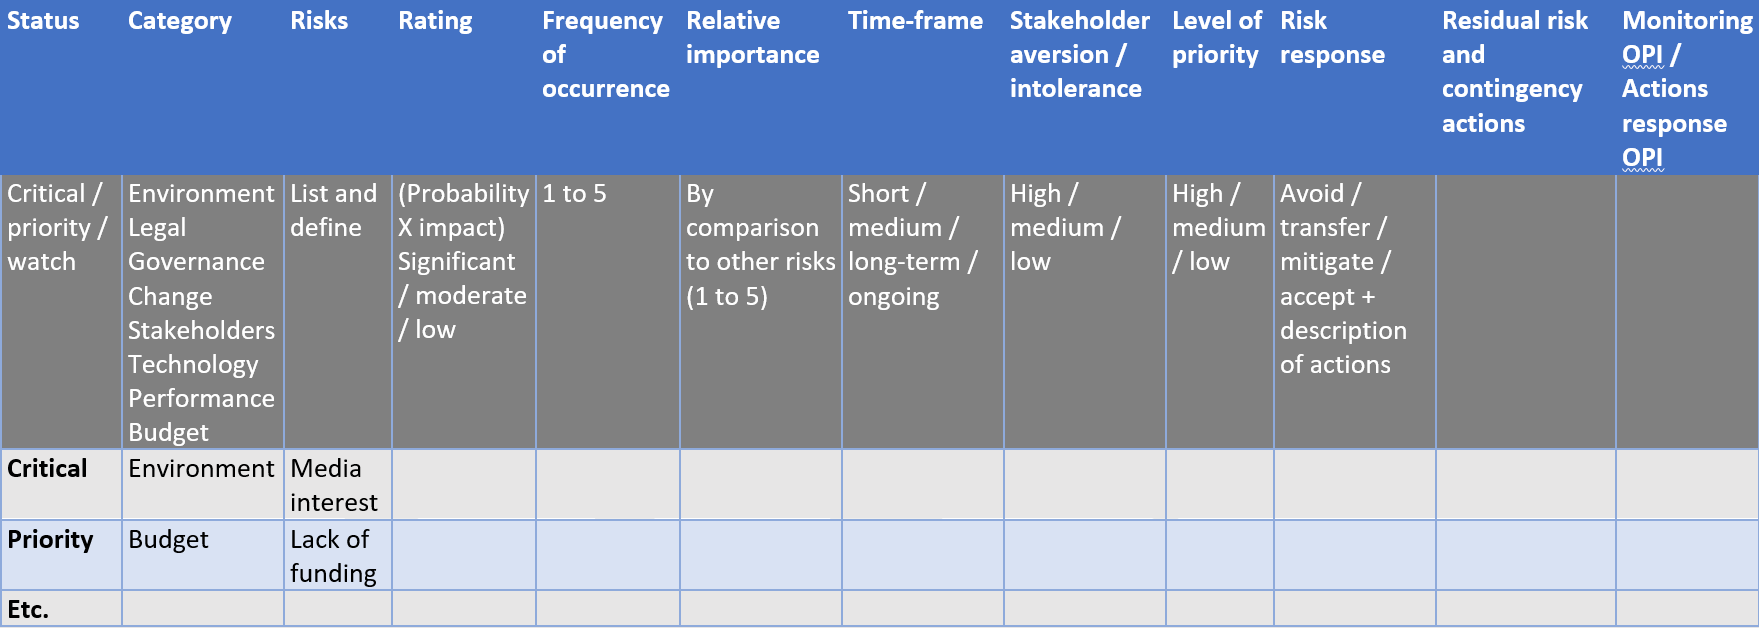 Status
Category
Risks
Rating
Frequency
of
occurrence
Relative
importance
Time-frame
Stakeholder
aversion /
intolerance
Level of
priority
Risk
response
Residual risk
and
contingency
actions
Monitoring
OPI /
Actions
response
OPI
Critical /
priority /
watch
Environment
Legal
Governance
Change
Stakeholders
Technology
Performance
Budget
List and
define
(Probability
X impact)
Significant
/ moderate
/ low
1 to 5
By
comparison
to other risks
(1 to 5)
Short /
medium /
long-term /
ongoing
High /
medium /
low
High /
medium
/ low
Avoid /
transfer /
mitigate /
accept +
description
of actions
Critical
Environment
Media
interest
Priority
Budget
Lack of
funding
Etc.